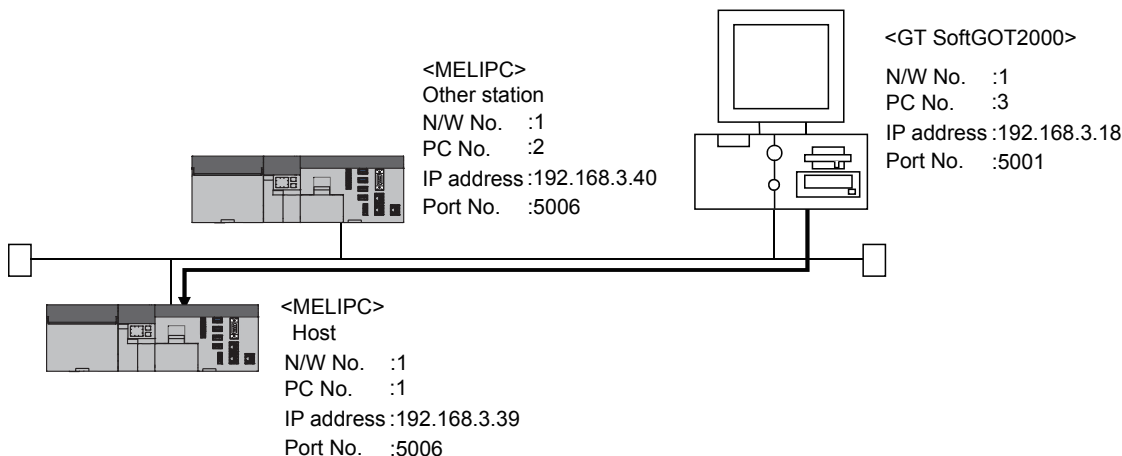 <MELIPC>
Other station
N/W No. :1
PC No. :2
IP address :192.168.3.40
Port No. :5006
<GT SoftGOT2000>
N/W No. :1
PC No. :3
IP address :192.168.3.18
Port No. :5001
<MELIPC>
Host
N/W No. :1
PC No. :1
IP address :192.168.3.39
Port No. :5006